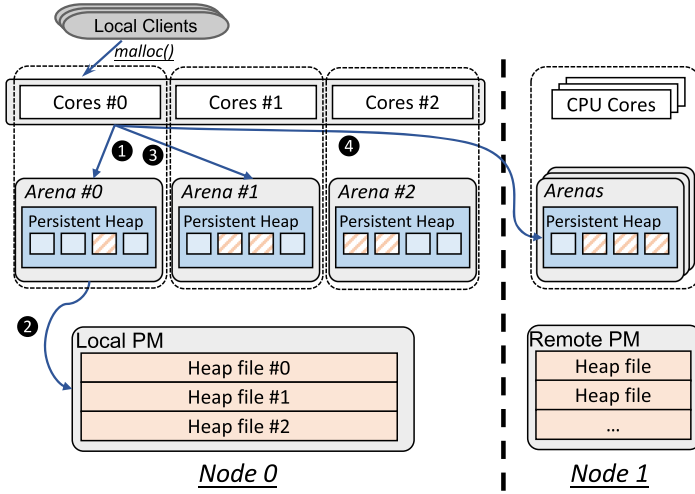 Local Clients
malloc()
Cores #0
Cores #1
Cores #2
CPU Cores
1
3
4
Arena #0
Arena #1
Arena #2
Arenas
Persistent Heap
Persistent Heap
Persistent Heap
Persistent Heap
2
Local PM
Heap file #0
Heap file #1
Heap file #2
Remote PM
Heap file
Heap file
...
Node 0
Node 1